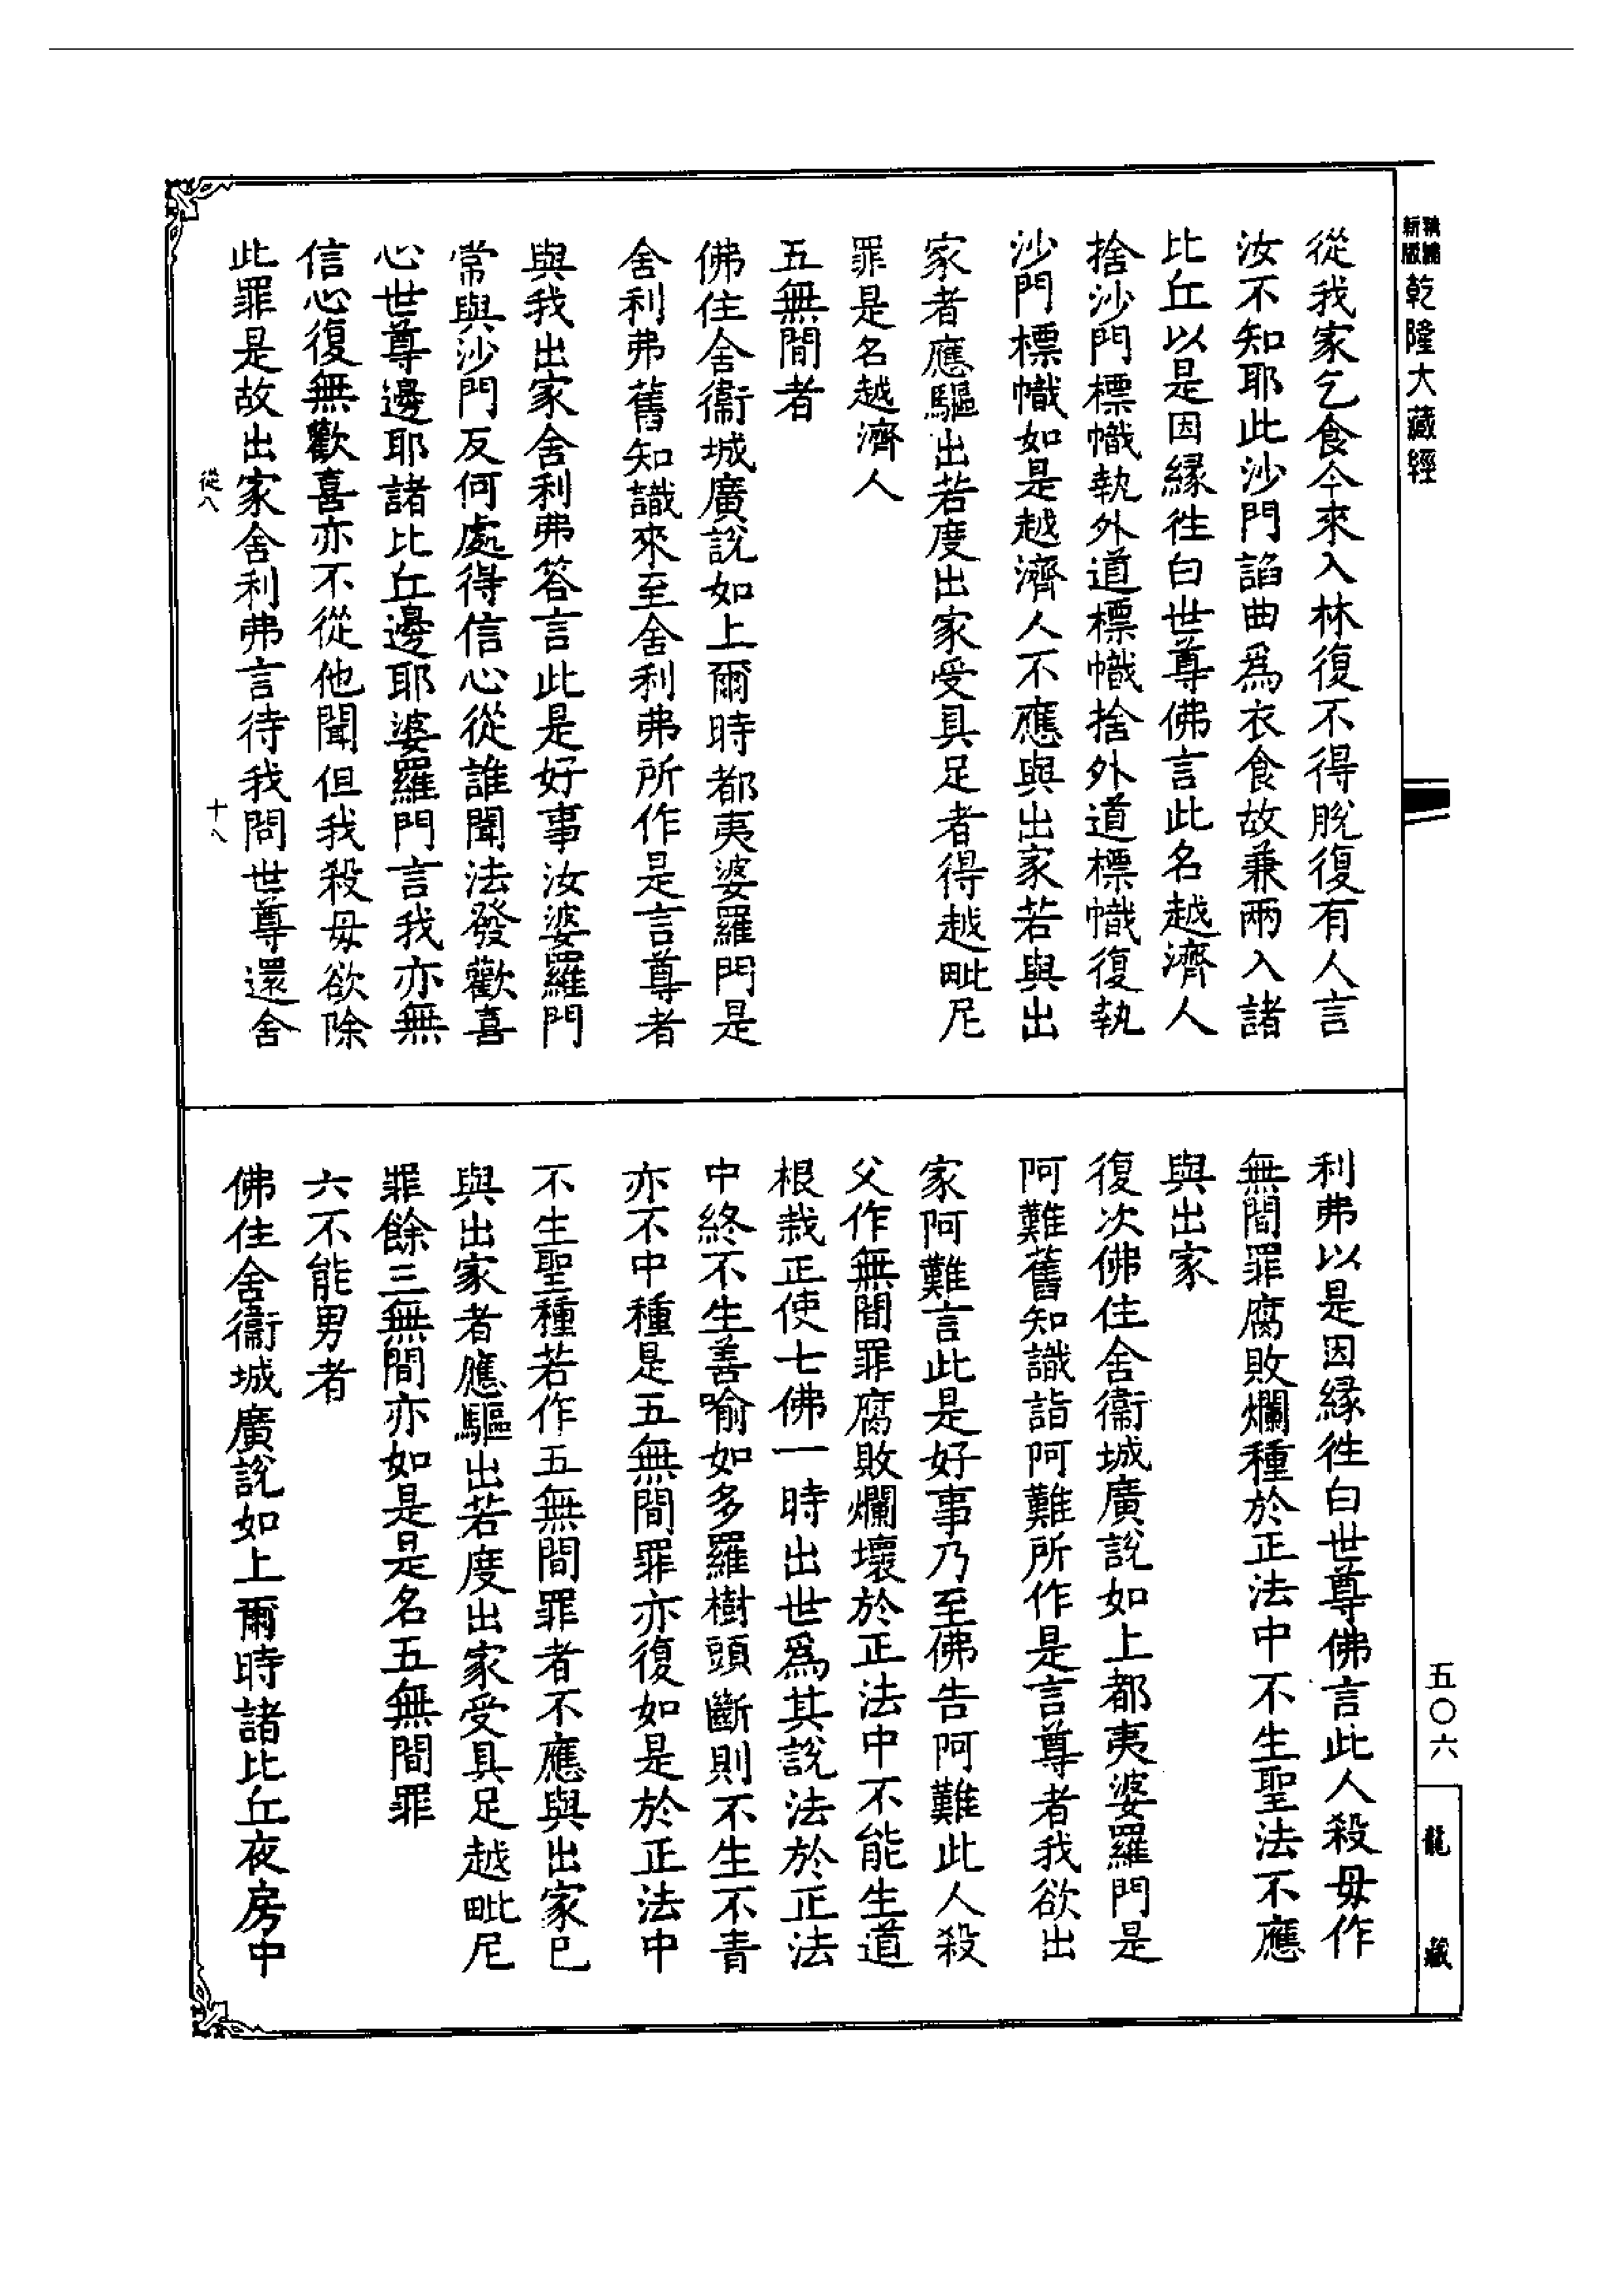 新版精編乾隆大藏經
從我家乞食今來入林復不得脫復有人言
汝不知耶此沙門諂曲爲衣食故兼兩入諸
比丘以是因緣徃白世尊佛言此名越濟人
捨沙門標幟執外道標幟捨外道標幟復執
沙門標幟如是越濟人不應與出家若與出
家者應驅出若度出家受具足者得越毗尼
罪是名越濟人
五無間者
佛住舍衞城廣說如上爾時都夷婆羅門是
舍利弗舊知識來至舍利弗所作是言尊者
與我出家舍利弗答言此是好事汝婆羅門
常與沙門反何處得信心從誰聞法發歡喜
心世尊邊耶諸比丘邊耶婆羅門言我亦無
信心復無歡喜亦不從他聞但我殺母欲除
此罪是故出家舍利弗言待我問世尊還舍
從八
十八
利弗以是因緣徃白世尊佛言此人殺母作
無間罪腐敗爛種於正法中不生聖法不應
與出家
復次佛住舍衞城廣說如上都夷婆羅門是
阿難舊知識詣阿難所作是言尊者我欲出
家阿難言此是好事乃至佛告阿難此人殺
父作無間罪腐敗爛壞於正法中不能生道
根栽正使七佛一時出世爲其說法於正法
中終不生善喻如多羅樹頭斷則不生不青
亦不中種是五無間罪亦復如是於正法中
不生聖種若作五無間罪者不應與出家已
與出家者應驅出若度出家受具足越毗尼
罪餘三無間亦如是是名五無間罪
六不能男者
佛住舍衞城廣說如上爾時諸比丘夜房中
五〇六
龍藏